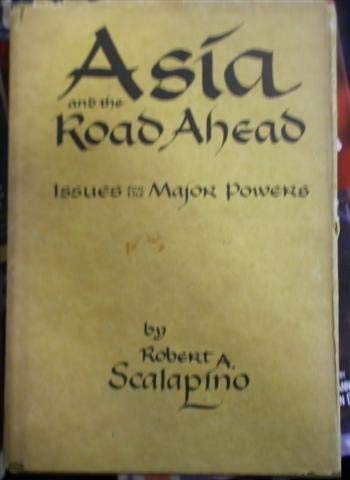 Asia
and the
Road Ahead
Issues for the Major Powers
by
Robert A.
Scalapino